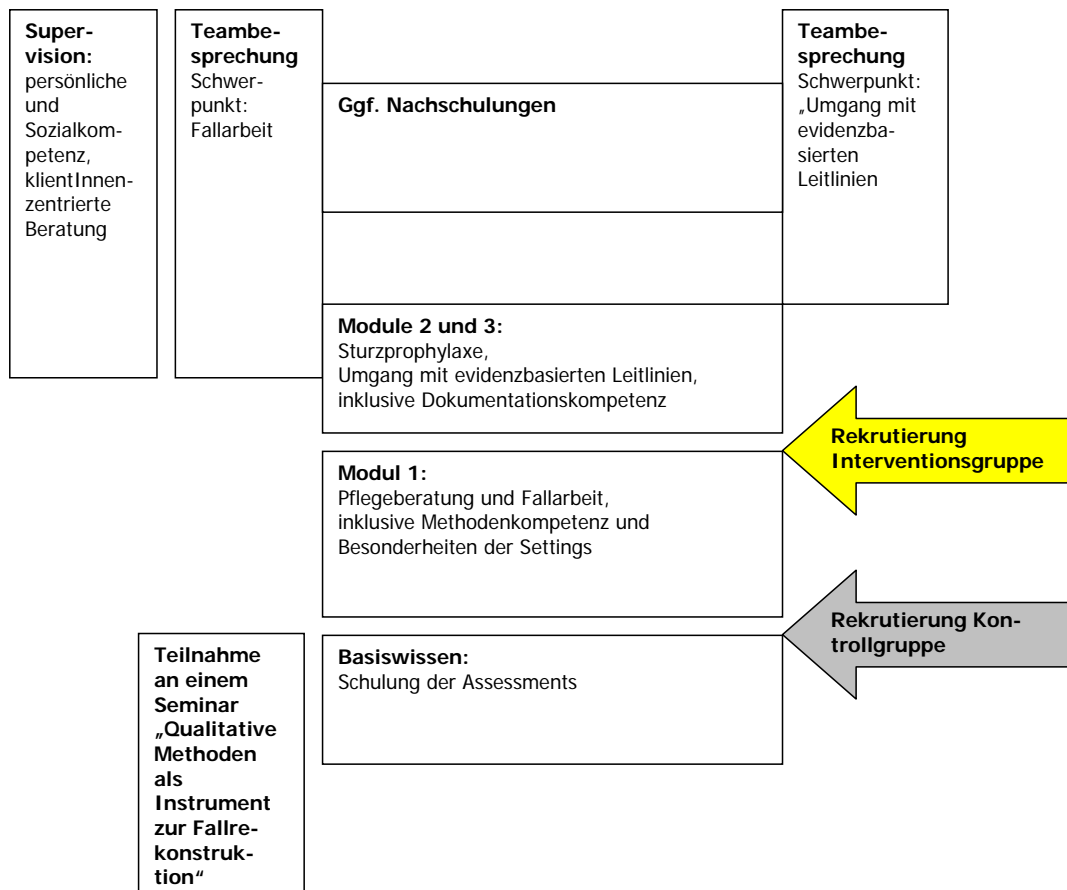 Super-
vision:
persönliche
und
Sozialkom-
petenz,
klientInnen-
zentrierte
Beratung
Teambe-
sprechung
Schwer-
punkt:
Fallarbeit
Ggf. Nachschulungen
Teambe-
sprechung
Schwerpunkt:
„Umgang mit
evidenzba-
sierten
Leitlinien
Module 2 und 3:
Sturzprophylaxe,
Umgang mit evidenzbasierten Leitlinien,
inklusive Dokumentationskompetenz
Rekrutierung
Interventionsgruppe
Modul 1:
Pflegeberatung und Fallarbeit,
inklusive Methodenkompetenz und
Besonderheiten der Settings
Rekrutierung Kon-
trollgruppe
Teilnahme
an einem
Seminar
„Qualitative
Methoden
als
Instrument
zur Fallre-
konstruk-
tion“
Basiswissen:
Schulung der Assessments